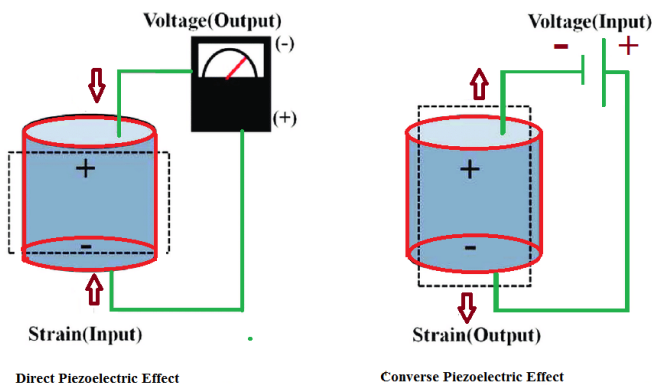 Voltage(Output)
(-)
(+)
+
-
Strain(Input)
Direct Piezoelectric Effect
Voltage(Input)
- +
+
-
Strain(Output)
Converse Piezoelectric Effect